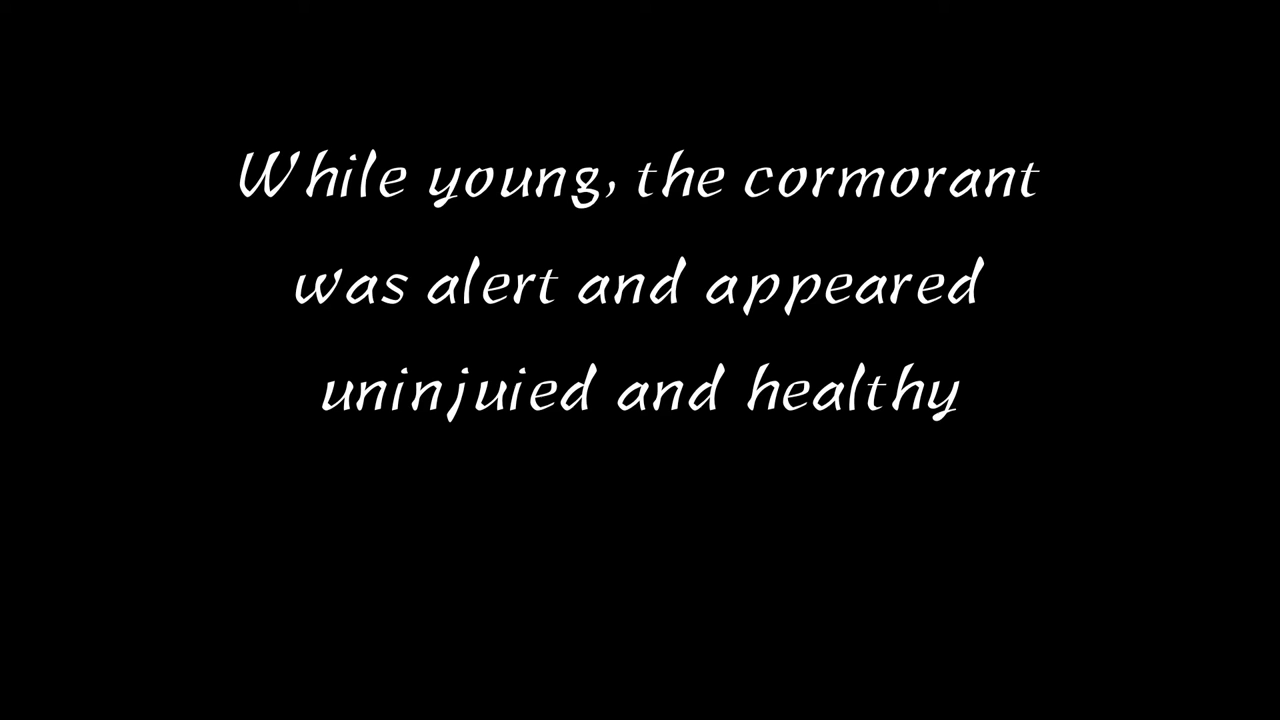 While young, the cormorant
was alert and appeared
uninjuied and healthy